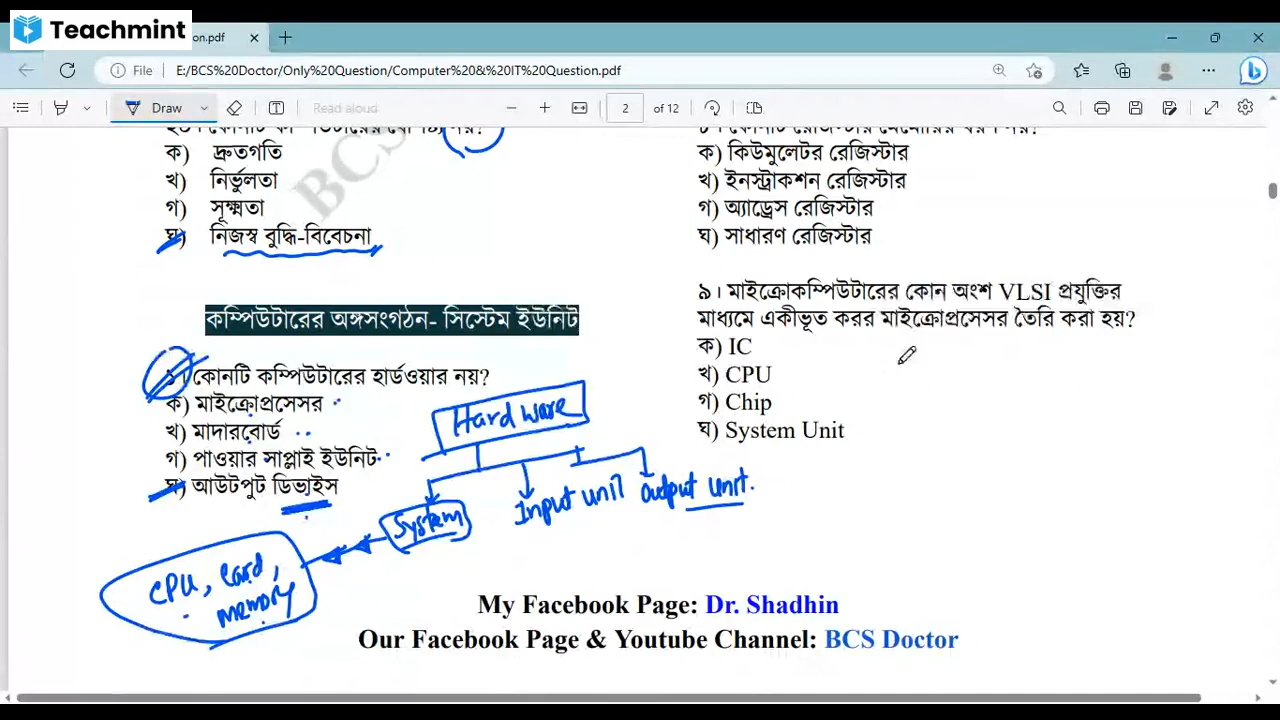 Teachmint
on.pdf
File
E:/BCS%20Doctor/Only%20Question/Computer%20&%20IT%20Question.pdf
Draw
Read aloud
2
of 12
BCS
ক) দ্রুতগতি
খ) নির্ভুলতা
গ) সূক্ষ্মতা
ঘ) নিজস্ব বুদ্ধি-বিবেচনা
কম্পিউটারের অঙ্গসংগঠন- সিস্টেম ইউনিট
১। কোনটি কম্পিউটারের হার্ডওয়ার নয়?
ক) মাইক্রোপ্রসেসর
খ) মাদারবোর্ড
গ) পাওয়ার সাপ্লাই ইউনিট
ঘ) আউটপুট ডিভাইস
Hardware
System
Input unit
Output unit.
CPU, Card,
memory
ক) কিউমুলেটর রেজিস্টার
খ) ইনস্ট্রাকশন রেজিস্টার
গ) অ্যাড্রেস রেজিস্টার
ঘ) সাধারণ রেজিস্টার
৯। মাইক্রোকম্পিউটারের কোন অংশ VLSI প্রযুক্তির
মাধ্যমে একীভূত করর মাইক্রোপ্রসেসর তৈরি করা হয়?
ক) IC
খ) CPU
গ) Chip
ঘ) System Unit
My Facebook Page: Dr. Shadhin
Our Facebook Page & Youtube Channel: BCS Doctor